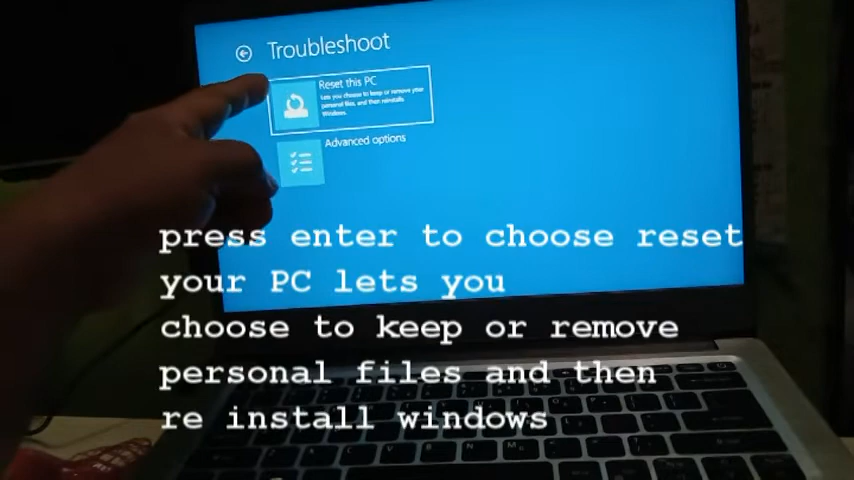 Troubleshoot
Reset this PC
Lets you choose to keep or remove your
personal files, and then reinstalls
Windows.
Advanced options
press enter to choose reset
your PC lets you
choose to keep or remove
personal files and then
re install windows